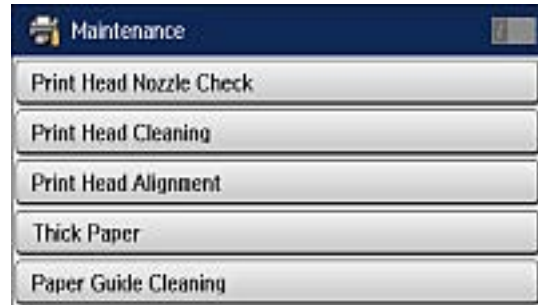 Maintenance
Print Head Nozzle Check
Print Head Cleaning
Print Head Alignment
Thick Paper
Paper Guide Cleaning